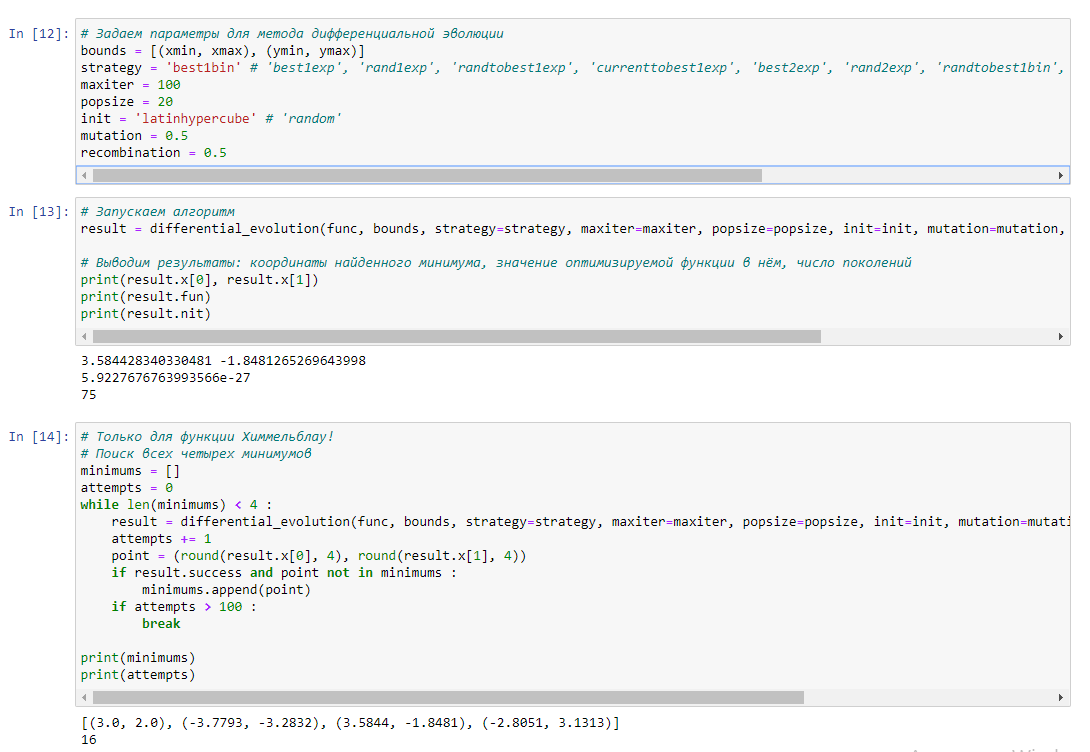 In [12]:
# Задаем параметры для метода дифференциальной эволюции
bounds = [(xmin, xmax), (ymin, ymax)]
strategy = 'best1bin' # 'best1exp', 'rand1exp', 'randtobest1exp', 'currenttobest1exp', 'best2exp', 'rand2exp', 'randtobest1bin',
maxiter = 100
popsize = 20
init = 'latinhypercube' # 'random'
mutation = 0.5
recombination = 0.5
In [13]:
# Запускаем алгоритм
result = differential_evolution(func, bounds, strategy=strategy, maxiter=maxiter, popsize=popsize, init=init, mutation=mutation,
# Выводим результаты: координаты найденного минимума, значение оптимизируемой функции в нём, число поколений
print(result.x[0], result.x[1])
print(result.fun)
print(result.nit)
3.584428340330481 -1.8481265269643998
5.9227676763993566e-27
75
In [14]:
# Только для функции Химмельблау!
# Поиск всех четырех минимумов
minimums = []
attempts = 0
while len(minimums) < 4 :
    result = differential_evolution(func, bounds, strategy=strategy, maxiter=maxiter, popsize=popsize, init=init, mutation=mutati
    attempts += 1
    point = (round(result.x[0], 4), round(result.x[1], 4))
    if result.success and point not in minimums :
        minimums.append(point)
    if attempts > 100 :
        break
print(minimums)
print(attempts)
[(3.0, 2.0), (-3.7793, -3.2832), (3.5844, -1.8481), (-2.8051, 3.1313)]
16